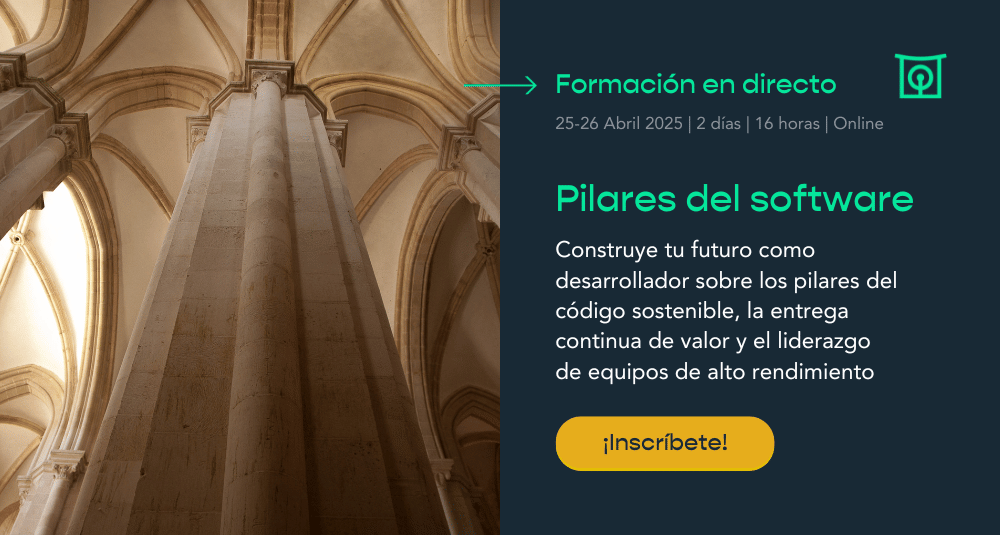 Formación en directo
25-26 Abril 2025 | 2 días | 16 horas | Online
Pilares del software
Construye tu futuro como
desarrollador sobre los pilares del
código sostenible, la entrega
continua de valor y el liderazgo
de equipos de alto rendimiento
¡Inscríbete!